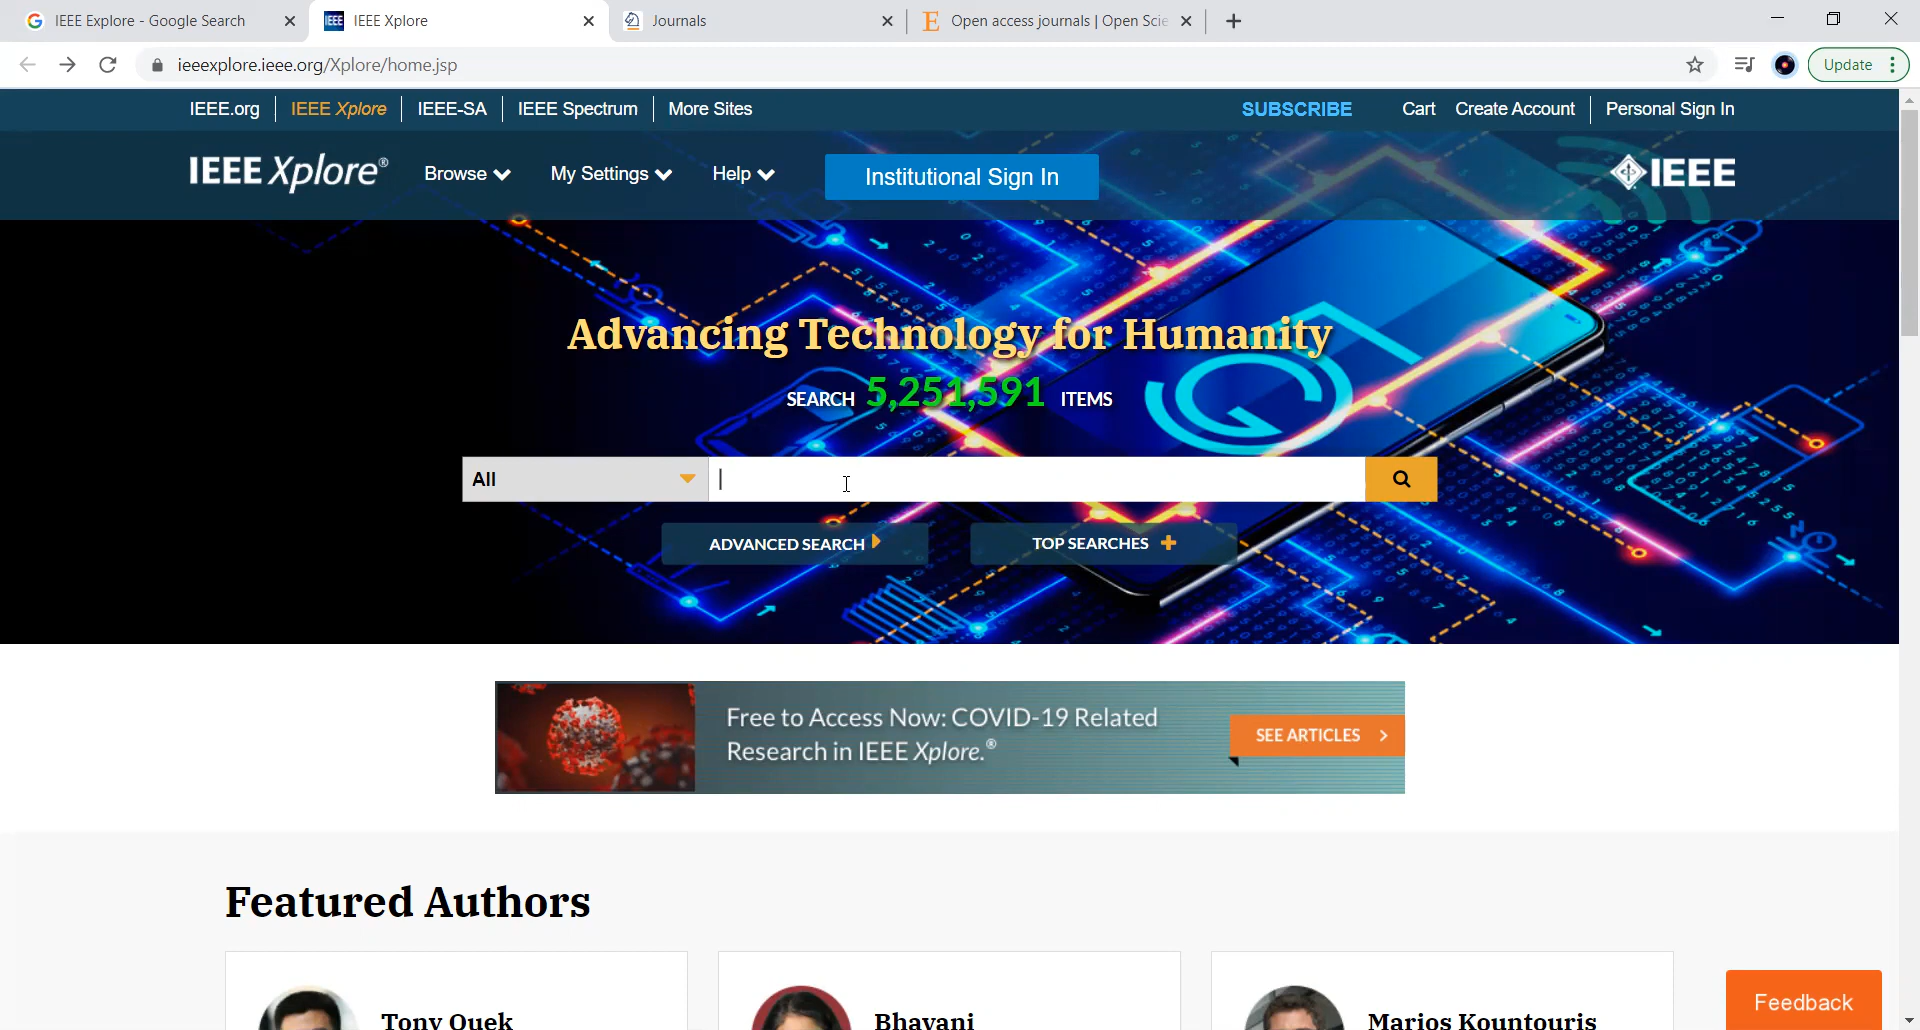 IEEE Explore - Google Search
IEEE Xplore
Journals
Open access journals | Open Scie
ieeexplore.ieee.org/Xplore/home.jsp
Update
IEEE.org
IEEE Xplore
IEEE-SA
IEEE Spectrum
More Sites
SUBSCRIBE
Cart
Create Account
Personal Sign In
IEEE Xplore®
Browse
My Settings
Help
Institutional Sign In
IEEE
Advancing Technology for Humanity
SEARCH 5,251,591 ITEMS
All
ADVANCED SEARCH
TOP SEARCHES
Free to Access Now: COVID-19 Related
Research in IEEE Xplore.®
SEE ARTICLES
Featured Authors
Tony Quek
Bhavani
Marios Kountouris
Feedback